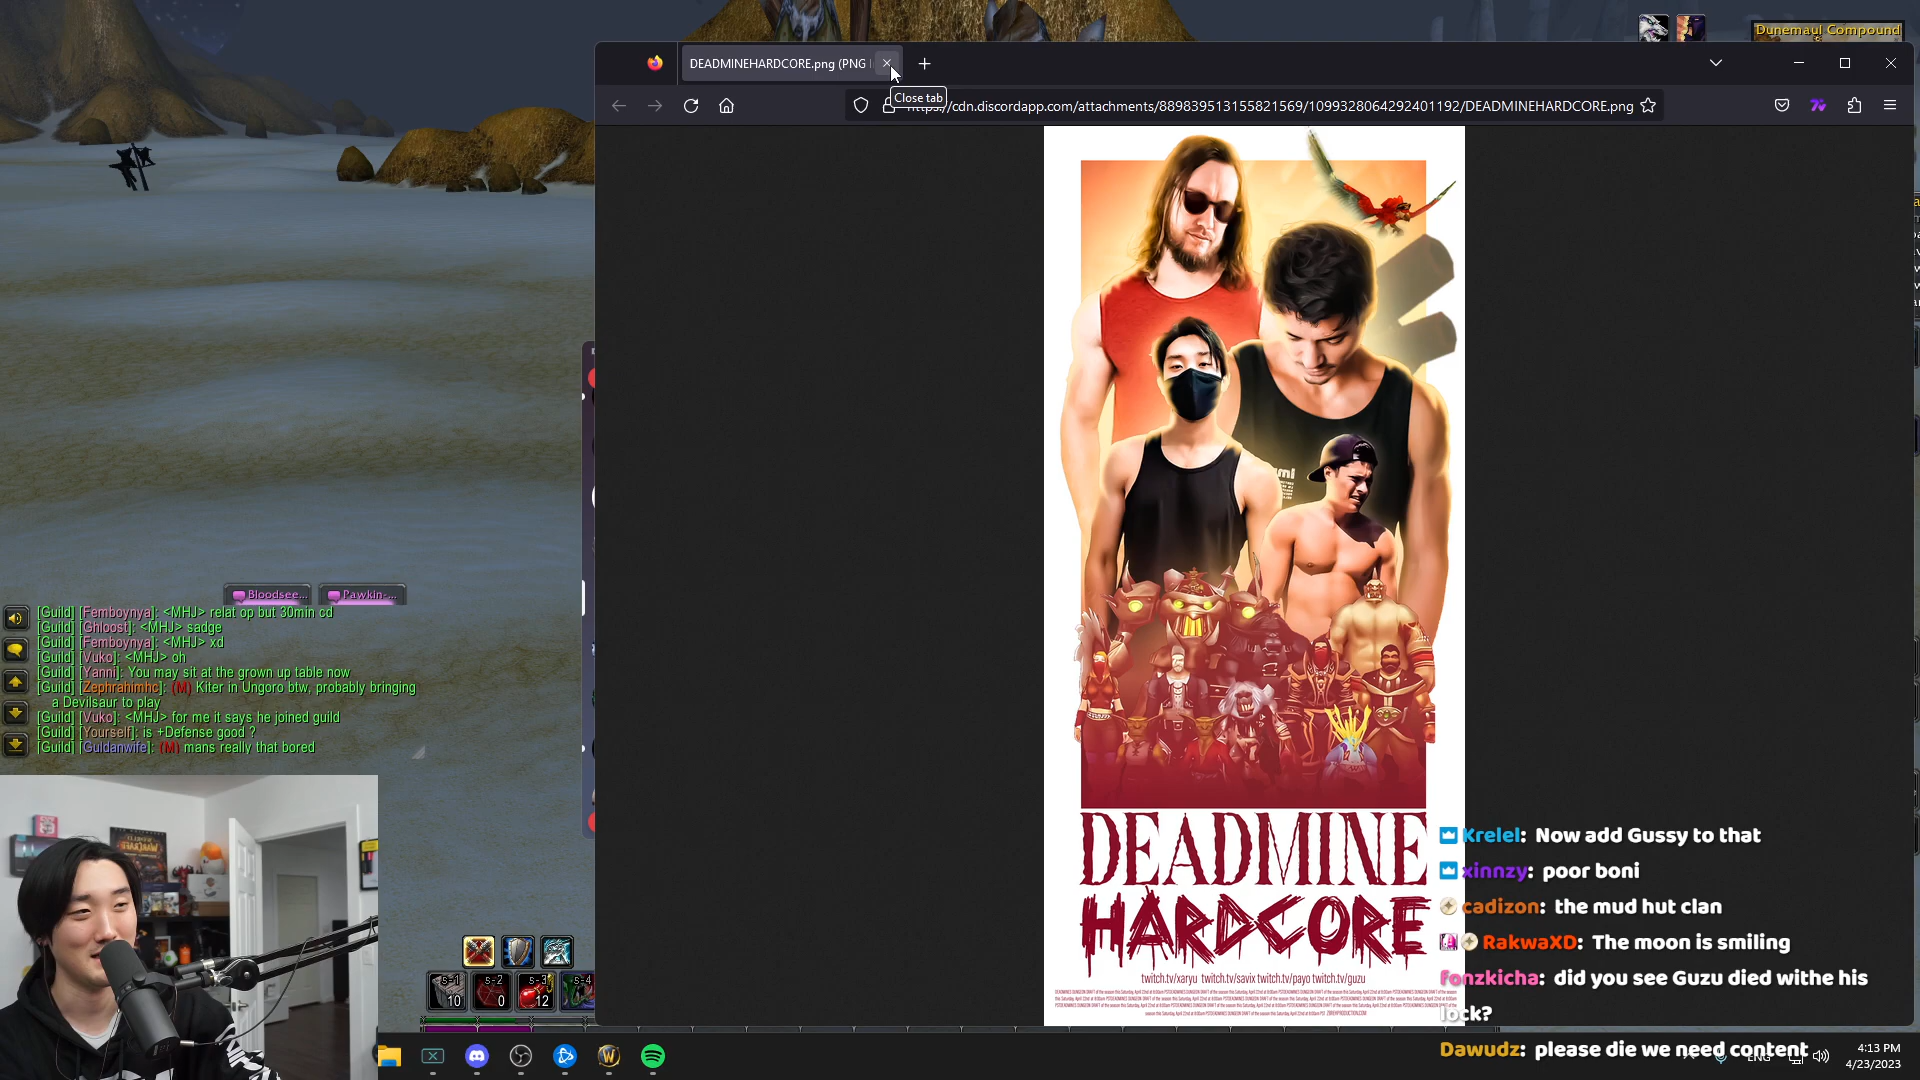 Dunemaul Compound
DEADMINEHARDCORE.png (PNG I
Close tab
https://cdn.discordapp.com/attachments/889839513155821569/1099328064292401192/DEADMINEHARDCORE.png
Bloodsee...
Pawkin-...
[Guild] [Femboynya]: <MHJ> relat op but 30min cd
[Guild] [Ghloost]: <MHJ> sadge
[Guild] [Femboynya]: <MHJ> xd
[Guild] [Vuko]: <MHJ> oh
[Guild] [Yanni]: You may sit at the grown up table now
[Guild] [Zephrahimhc]: (M) Kiter in Ungoro btw, probably bringing
a Devilsaur to play
[Guild] [Vuko]: <MHJ> for me it says he joined guild
[Guild] [Yourself]: is +Defense good ?
[Guild] [Guldanwife]: (M) mans really that bored
s-1
s-2
s-3
s-4
10
0
12
DEADMINE
HARDCORE
twitch.tv/xaryu twitch.tv/savix twitch.tv/payo twitch.tv/guzu
Krelel: Now add Gussy to that
xinnzy: poor boni
cadizon: the mud hut clan
RakwaXD: The moon is smiling
Fonzkicha: did you see Guzu died withe his
lock?
Dawudz: please die we need content
ENG
4:13 PM
4/23/2023